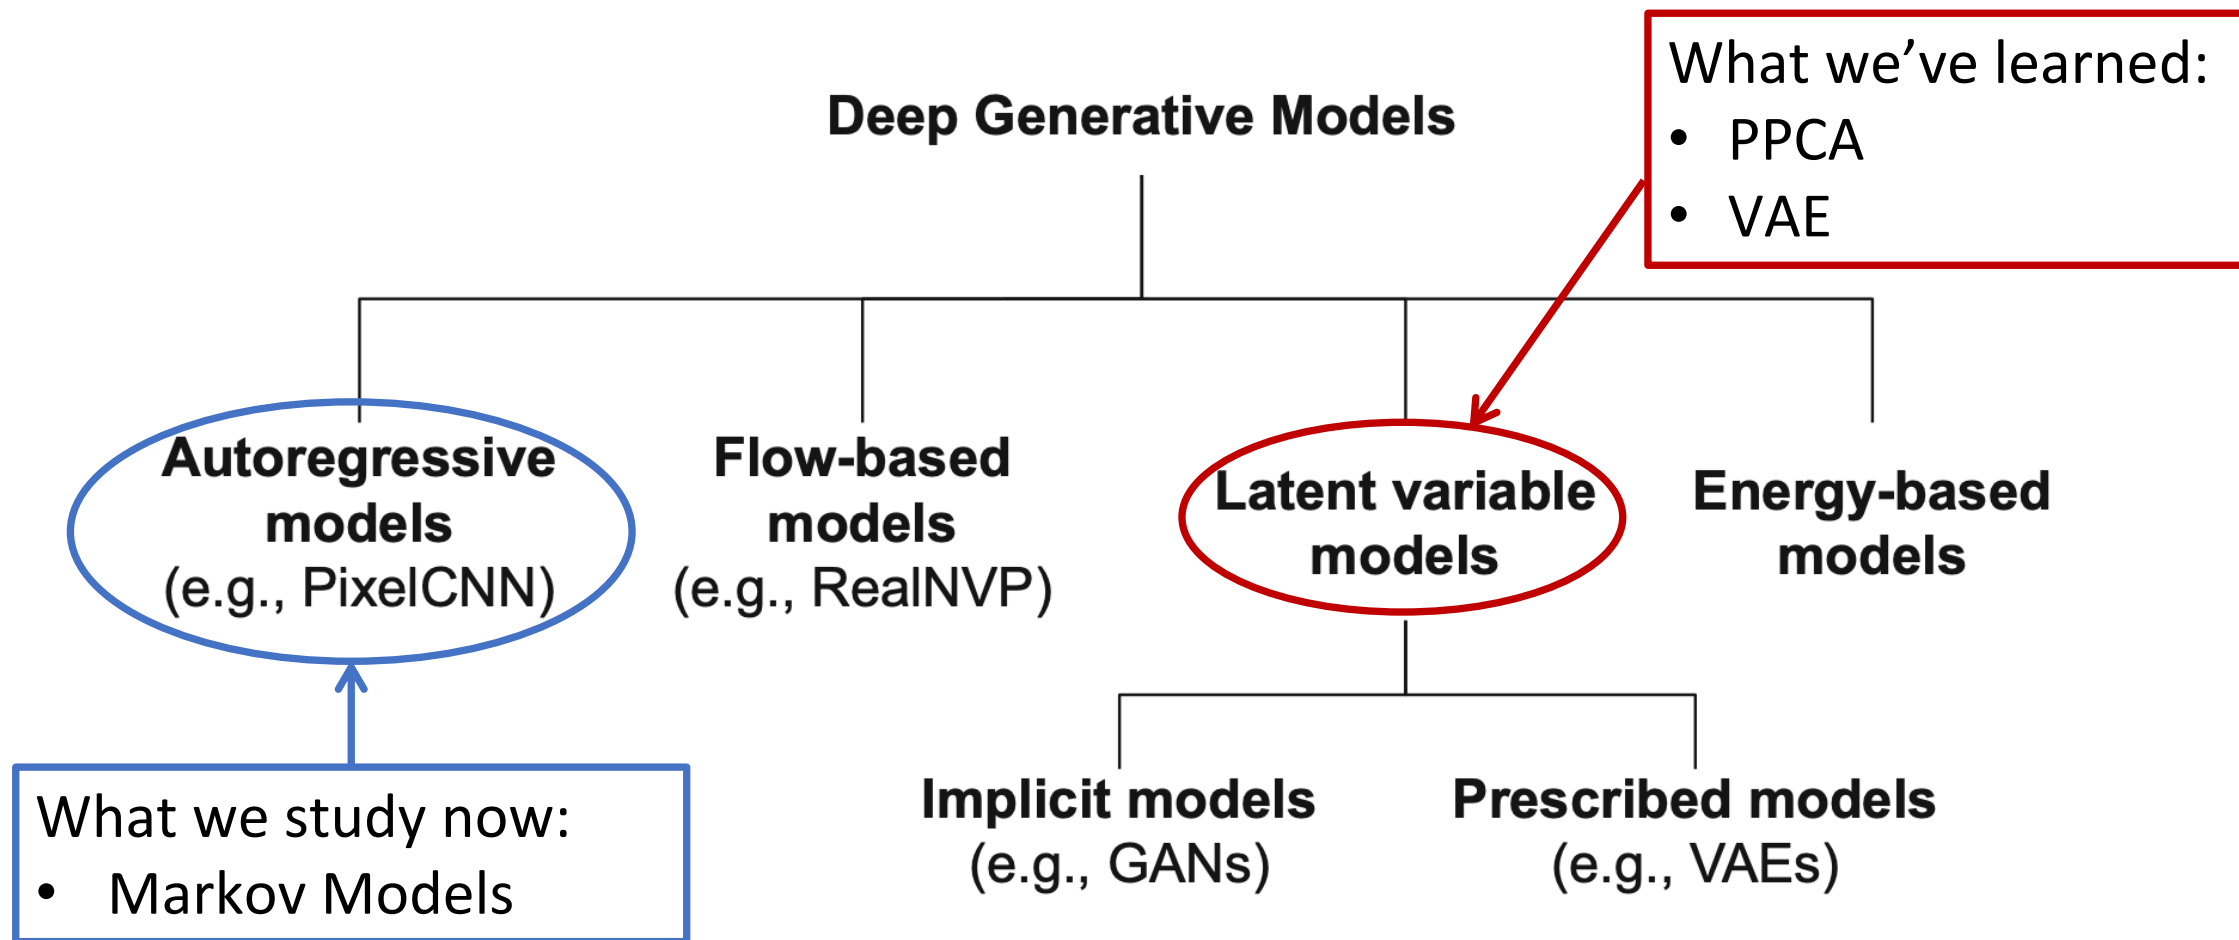 What we’ve learned:
• PPCA
• VAE
Deep Generative Models
Autoregressive
models
(e.g., PixelCNN)
Flow-based
models
(e.g., RealNVP)
Latent variable
models
Energy-based
models
Implicit models
(e.g., GANs)
Prescribed models
(e.g., VAEs)
What we study now:
• Markov Models